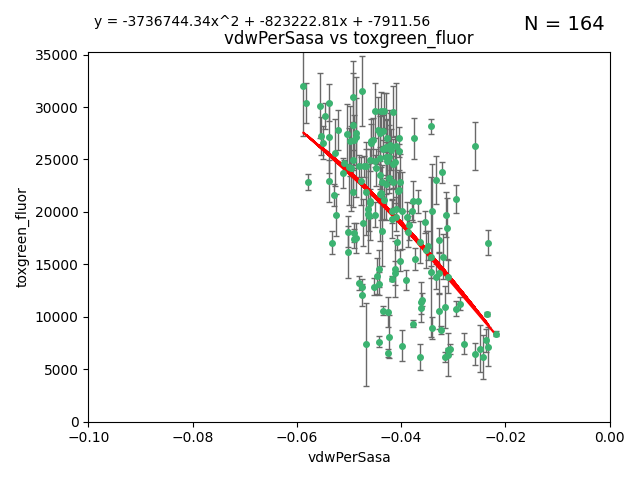 y = -3736744.34x^2 + -823222.81x + -7911.56
N = 164
vdwPerSasa vs toxgreen_fluor
35000
30000
25000
20000
15000
10000
5000
0
toxgreen_fluor
−0.10 −0.08 −0.06 −0.04 −0.02 0.00
vdwPerSasa